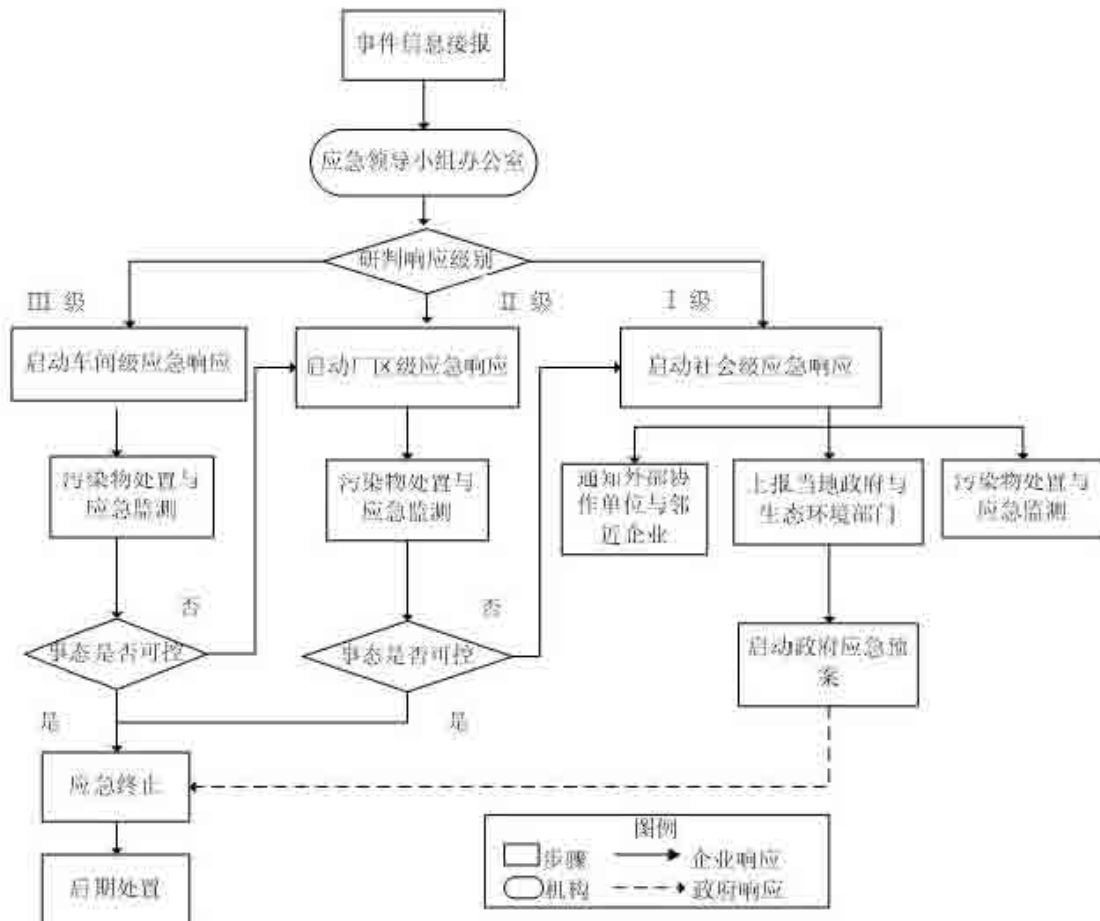 事件信息接报
应急领导小组办公室
研判响应级别
III 级
II 级
I 级
启动车间级应急响应
启动厂区级应急响应
启动社会级应急响应
污染物处置与
应急监测
污染物处置与
应急监测
通知外部协
作单位与邻
近企业
上报当地政府与
生态环境部门
污染物处置与
应急监测
否
否
事态是否可控
事态是否可控
启动政府应急预
案
是
是
应急终止
后期处置
图例
步骤
企业响应
机构
政府响应